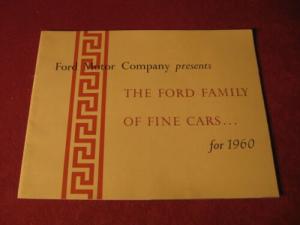 Ford Motor Company presents
THE FORD FAMILY
OF FINE CARS...
for 1960